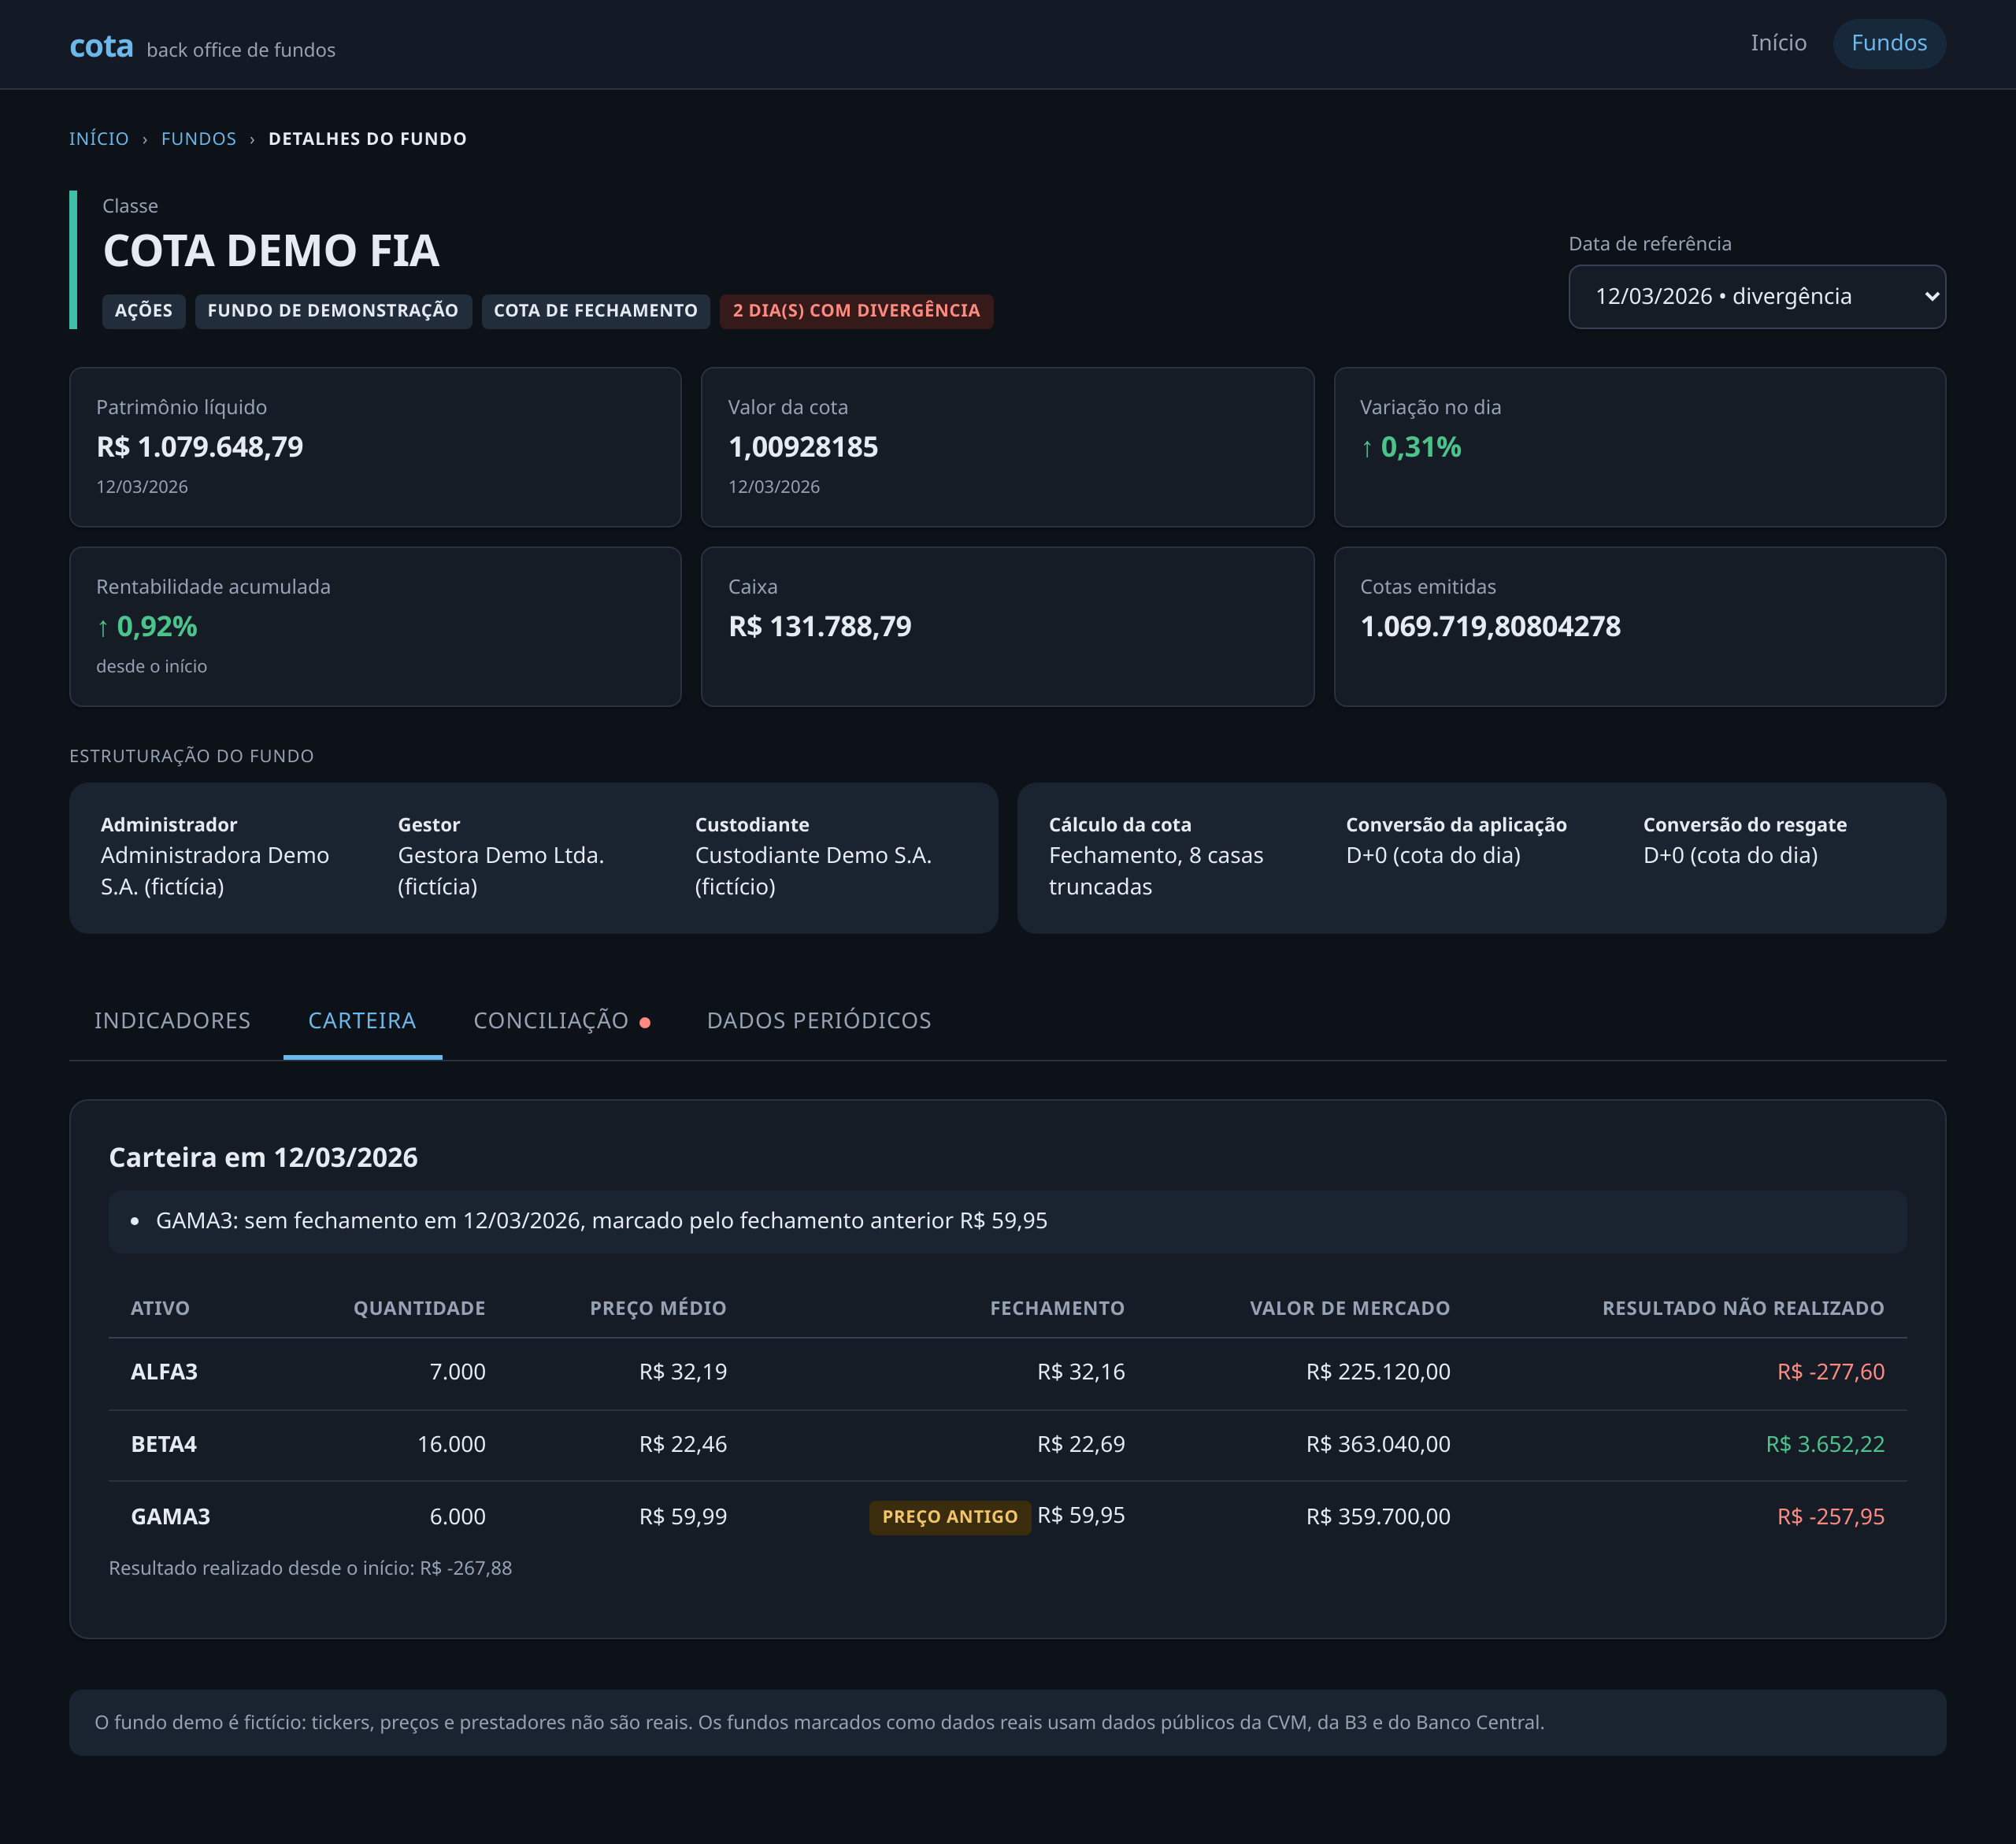 cota back office de fundos
Início Fundos
INÍCIO › FUNDOS › DETALHES DO FUNDO
Classe
COTA DEMO FIA
AÇÕES FUNDO DE DEMONSTRAÇÃO COTA DE FECHAMENTO 2 DIA(S) COM DIVERGÊNCIA
Data de referência
12/03/2026 • divergência
Patrimônio líquido
R$ 1.079.648,79
12/03/2026
Valor da cota
1,00928185
12/03/2026
Variação no dia
↑ 0,31%
Rentabilidade acumulada
↑ 0,92%
desde o início
Caixa
R$ 131.788,79
Cotas emitidas
1.069.719,80804278
ESTRUTURAÇÃO DO FUNDO
Administrador
Administradora Demo
S.A. (fictícia)
Gestor
Gestora Demo Ltda.
(fictícia)
Custodiante
Custodiante Demo S.A.
(fictício)
Cálculo da cota
Fechamento, 8 casas
truncadas
Conversão da aplicação
D+0 (cota do dia)
Conversão do resgate
D+0 (cota do dia)
INDICADORES CARTEIRA CONCILIAÇÃO DADOS PERIÓDICOS
Carteira em 12/03/2026
• GAMA3: sem fechamento em 12/03/2026, marcado pelo fechamento anterior R$ 59,95
ATIVO QUANTIDADE PREÇO MÉDIO FECHAMENTO VALOR DE MERCADO RESULTADO NÃO REALIZADO
ALFA3 7.000 R$ 32,19 R$ 32,16 R$ 225.120,00 R$ -277,60
BETA4 16.000 R$ 22,46 R$ 22,69 R$ 363.040,00 R$ 3.652,22
GAMA3 6.000 R$ 59,99 PREÇO ANTIGO R$ 59,95 R$ 359.700,00 R$ -257,95
Resultado realizado desde o início: R$ -267,88
O fundo demo é fictício: tickers, preços e prestadores não são reais. Os fundos marcados como dados reais usam dados públicos da CVM, da B3 e do Banco Central.